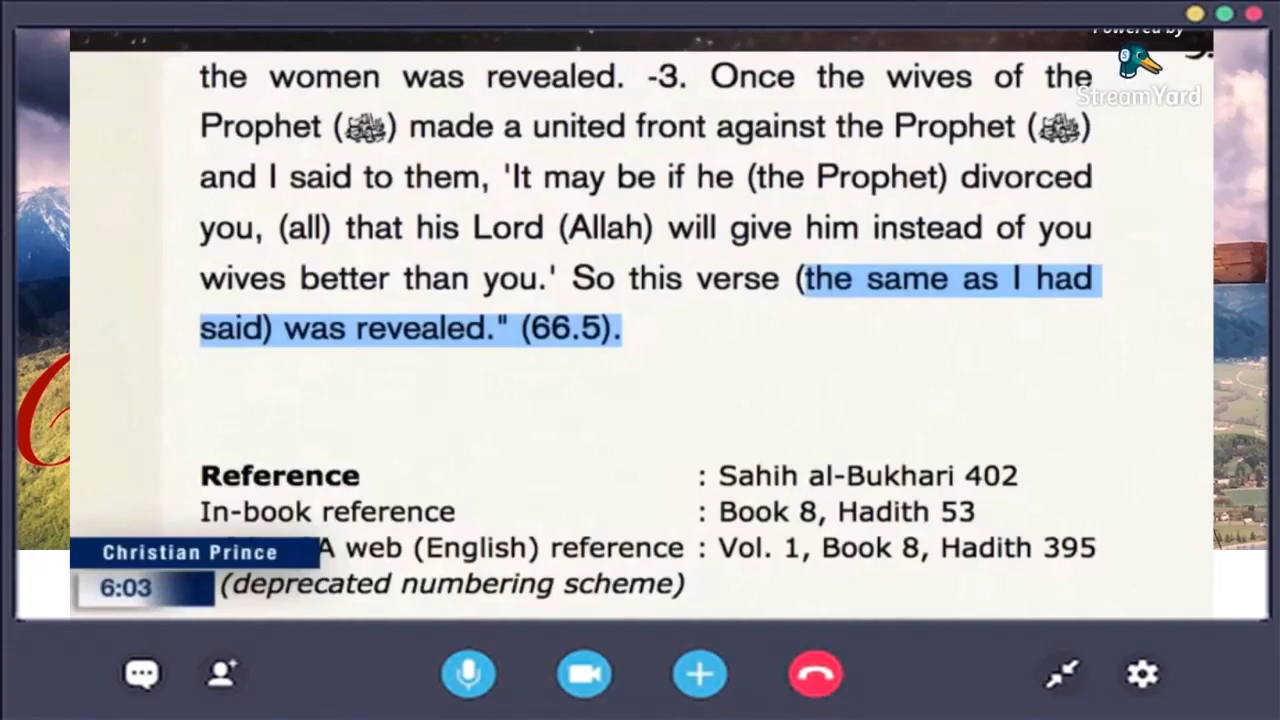 Powered by
StreamYard
the women was revealed. -3. Once the wives of the
Prophet (ﷺ) made a united front against the Prophet (ﷺ)
and I said to them, 'It may be if he (the Prophet) divorced
you, (all) that his Lord (Allah) will give him instead of you
wives better than you.' So this verse (the same as I had
said) was revealed." (66.5).
Reference : Sahih al-Bukhari 402
In-book reference : Book 8, Hadith 53
A web (English) reference : Vol. 1, Book 8, Hadith 395
(deprecated numbering scheme)
Christian Prince
6:03